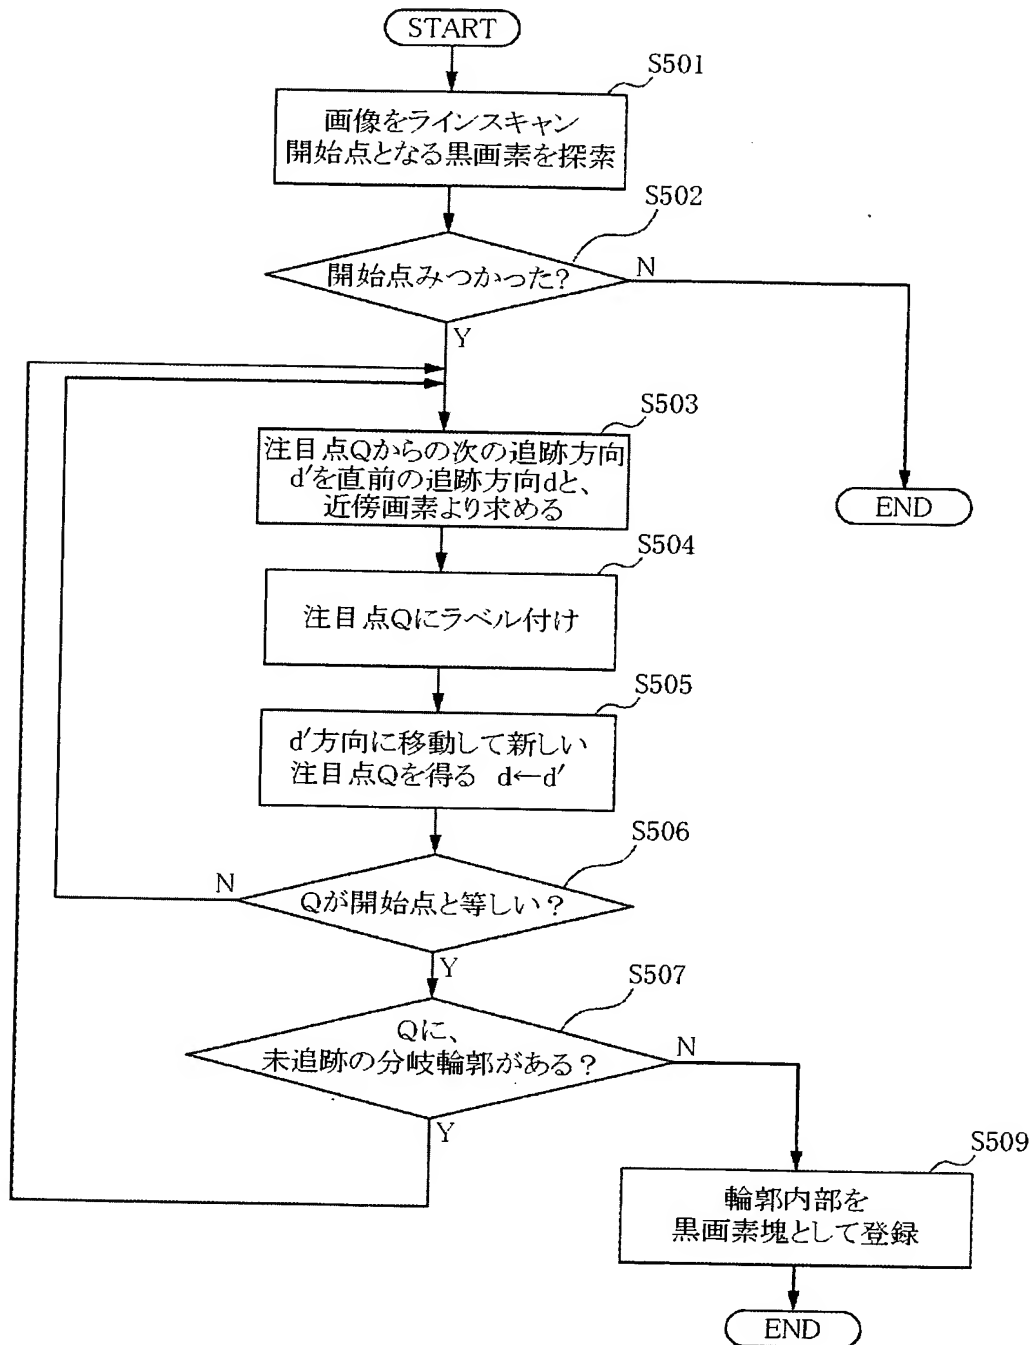 START
S501
画像をラインスキャン
開始点となる黒画素を探索
S502
開始点みつかった?
N
Y
S503
注目点Qからの次の追跡方向
d′を直前の追跡方向dと、
近傍画素より求める
END
S504
注目点Qにラベル付け
S505
d′方向に移動して新しい
注目点Qを得る d←d′
S506
N
Qが開始点と等しい?
Y
S507
Qに、
未追跡の分岐輪郭がある?
N
Y
S509
輪郭内部を
黒画素塊として登録
END